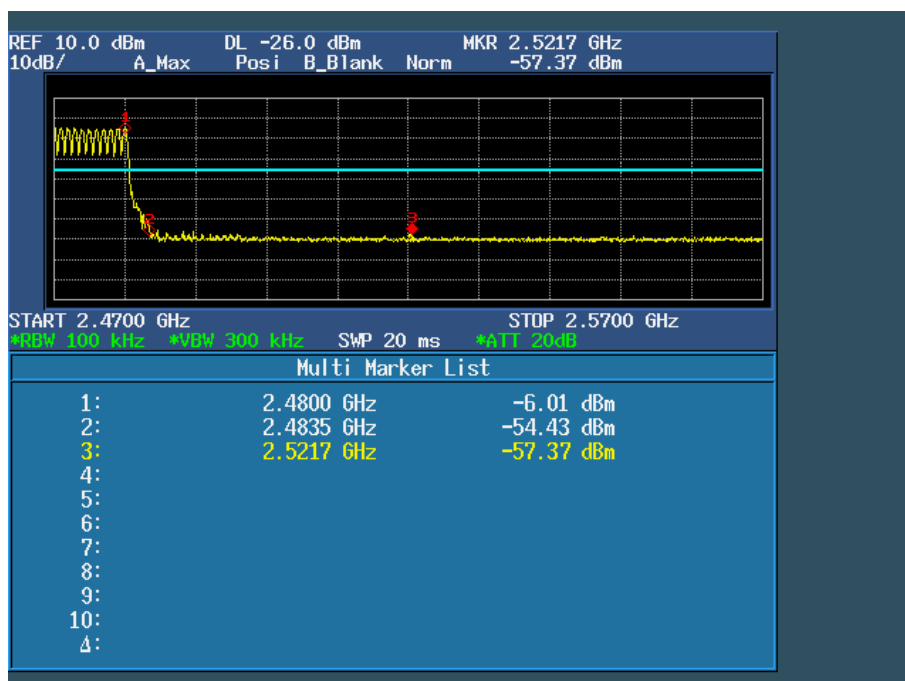 REF 10.0 dBm DL -26.0 dBm MKR 2.5217 GHz
10dB/ A_Max Posi B_Blank Norm -57.37 dBm
1
2
3
START 2.4700 GHz STOP 2.5700 GHz
*RBW 100 kHz *VBW 300 kHz SWP 20 ms *ATT 20dB
Multi Marker List
1: 2.4800 GHz -6.01 dBm
2: 2.4835 GHz -54.43 dBm
3: 2.5217 GHz -57.37 dBm
4:
5:
6:
7:
8:
9:
10:
Δ: